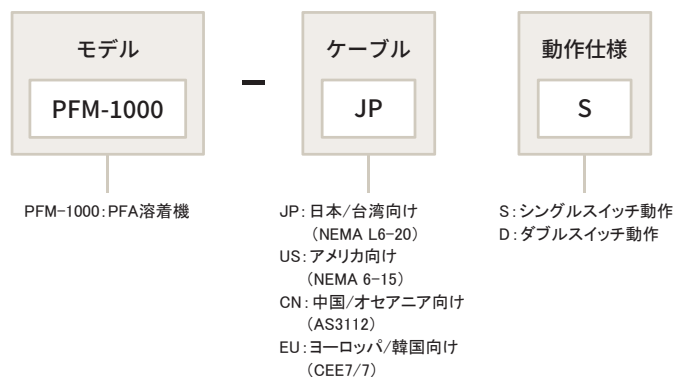 モデル
PFM-1000
-
ケーブル
JP
動作仕様
S
PFM-1000：PFA溶着機
JP：日本/台湾向け
（NEMA L6-20）
US：アメリカ向け
（NEMA 6-15）
CN：中国/オセアニア向け
（AS3112）
EU：ヨーロッパ/韓国向け
（CEE7/7）
S：シングルスイッチ動作
D：ダブルスイッチ動作